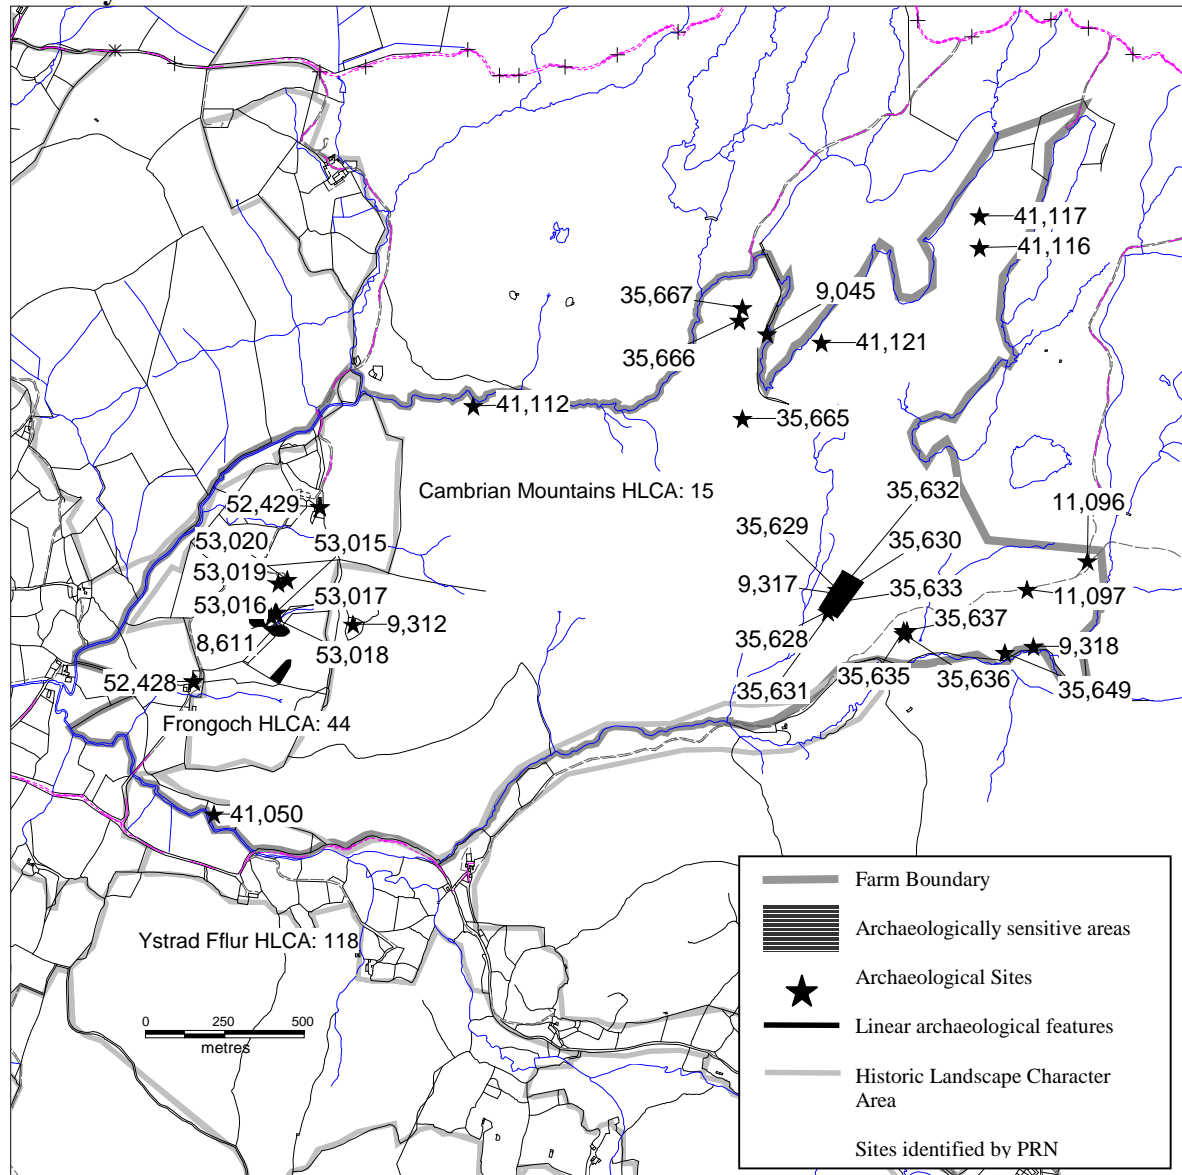 41,117
41,116
35,667
9,045
35,666
41,121
41,112
35,665
Cambrian Mountains HLCA: 15
35,632
52,429
11,096
35,629
53,020
53,015
35,630
53,019
9,317
35,633
53,016
53,017
11,097
35,637
8,611
9,312
35,628
9,318
53,018
52,428
35,631
35,635
35,636
35,649
Frongoch HLCA: 44
41,050
Ystrad Fflur HLCA: 118
0 250 500
metres
Farm Boundary
Archaeologically sensitive areas
Archaeological Sites
Linear archaeological features
Historic Landscape Character
Area
Sites identified by PRN